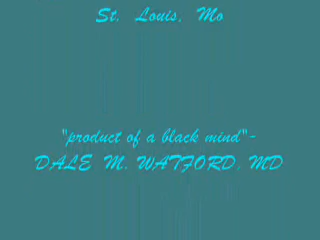 St. Louis, Mo
"product of a black mind"-
DALE M. WATFORD. MD